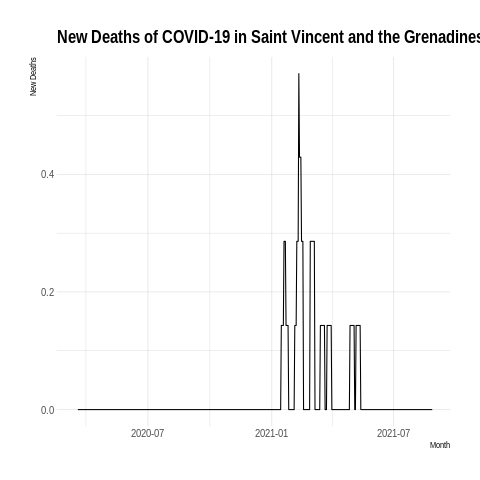 New Deaths of COVID-19 in Saint Vincent and the Grenadines
New Deaths
0.4
0.2
0.0
2020-07
2021-01
2021-07
Month